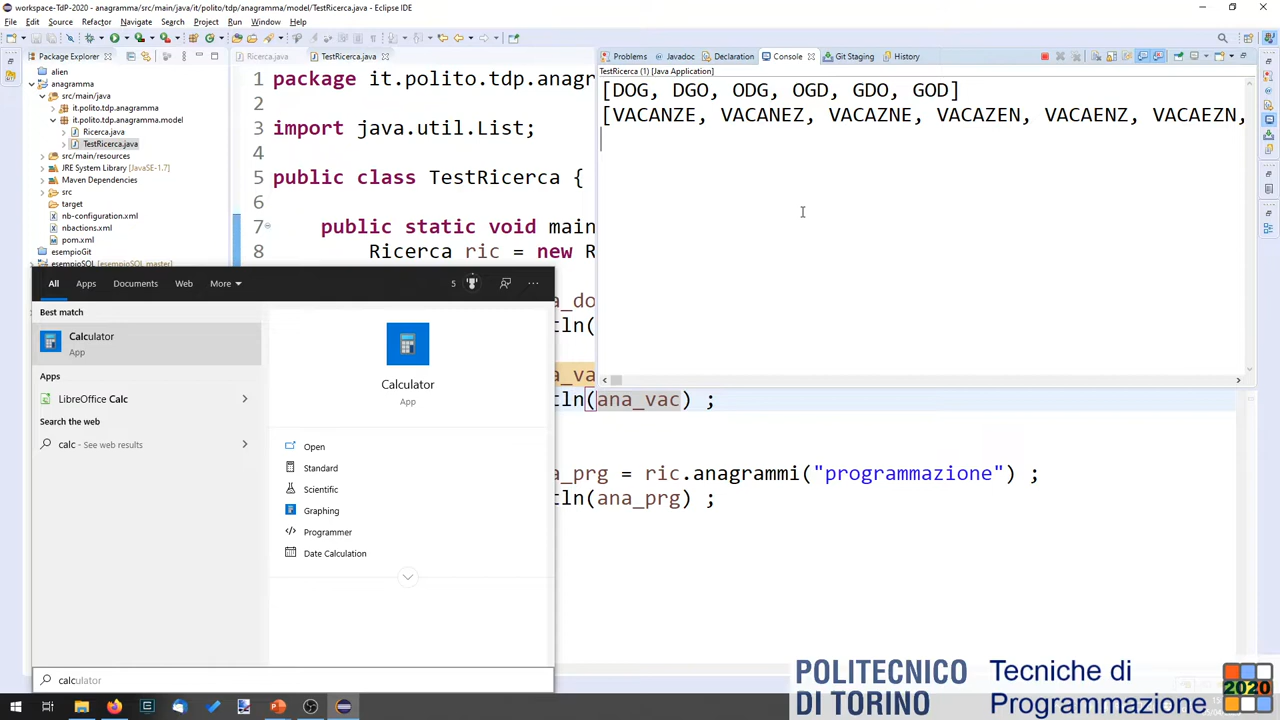 workspace-TdP-2020 - anagramma/src/main/java/it/polito/tdp/anagramma/model/TestRicerca.java - Eclipse IDE
File Edit Source Refactor Navigate Search Project Run Window Help
Package Explorer
Ricerca.java
TestRicerca.java
Problems Javadoc Declaration Console Git Staging History
TestRicerca (1) [Java Application]
alien
anagramma
src/main/java
it.polito.tdp.anagramma
it.polito.tdp.anagramma.model
Ricerca.java
TestRicerca.java
src/main/resources
JRE System Library [JavaSE-1.7]
Maven Dependencies
src
target
nb-configuration.xml
nbactions.xml
pom.xml
esempioGit
esempioSQL [esempioSQL master]
1 package it.polito.tdp.anag
2
3 import java.util.List;
4
5 public class TestRicerca {
6
7 public static void main
8 Ricerca ric = new R
[DOG, DGO, ODG, OGD, GDO, GOD]
[VACANZE, VACANEZ, VACAZNE, VACAZEN, VACAENZ, VACAEZN,
a_do
tln(
a_va
tln(ana_vac) ;
a_prg = ric.anagrammi("programmazione") ;
tln(ana_prg) ;
All Apps Documents Web More
5
Best match
Calculator
App
Apps
LibreOffice Calc
Search the web
calc - See web results
Calculator
App
Open
Standard
Scientific
Graphing
Programmer
Date Calculation
calculator
POLITECNICO
DI TORINO
Tecniche di
Programmazione
2020